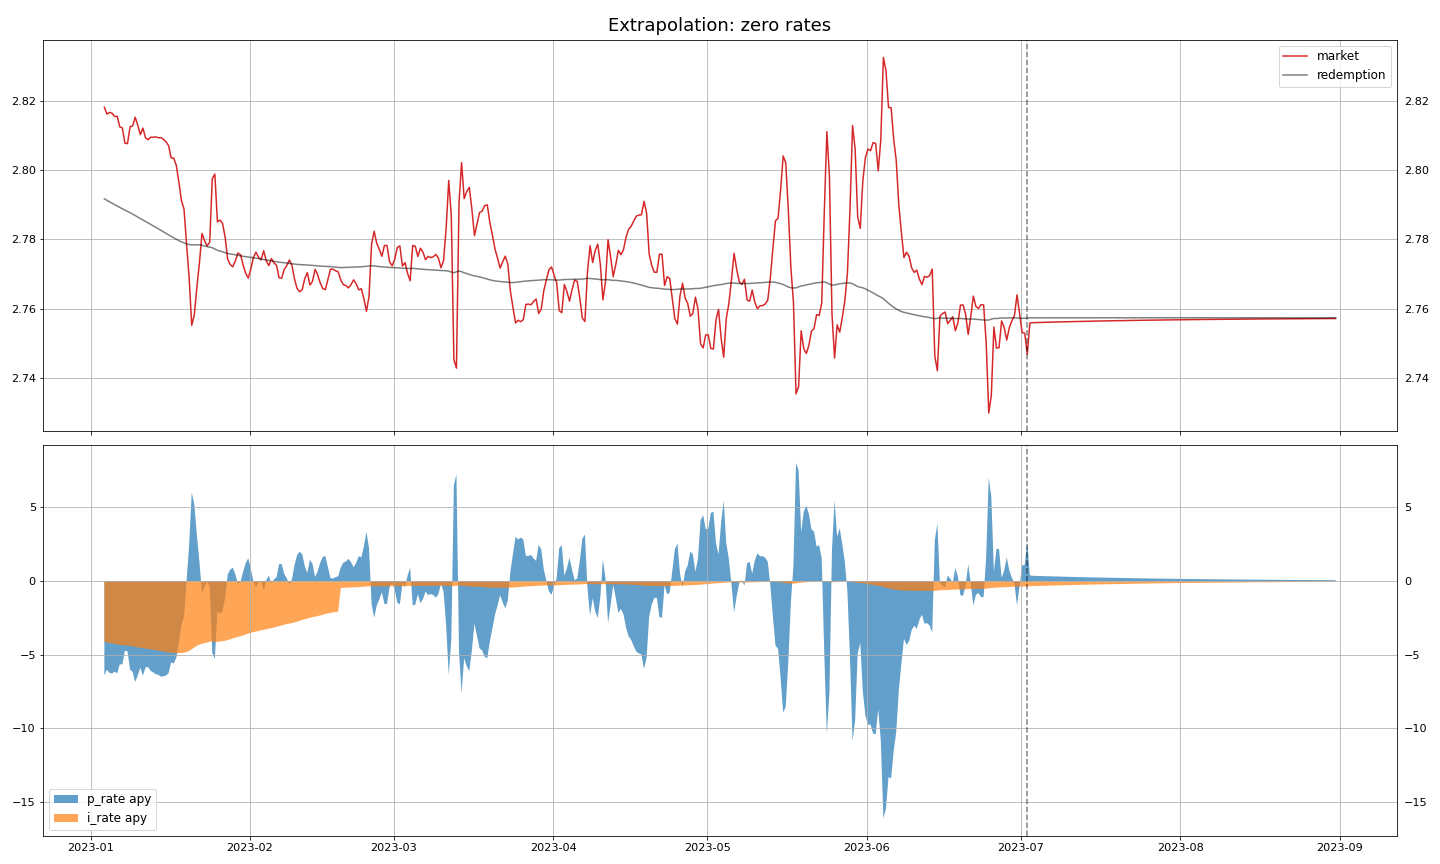 Extrapolation: zero rates
market
redemption
2.82 2.82
2.80 2.80
2.78 2.78
2.76 2.76
2.74 2.74
5 5
0 0
−5 −5
−10 −10
−15 −15
p_rate apy
i_rate apy
2023-01 2023-02 2023-03 2023-04 2023-05 2023-06 2023-07 2023-08 2023-09